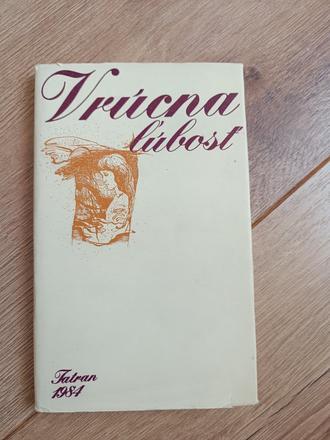 Vrúcna
ľúbosť
Tatran
1984